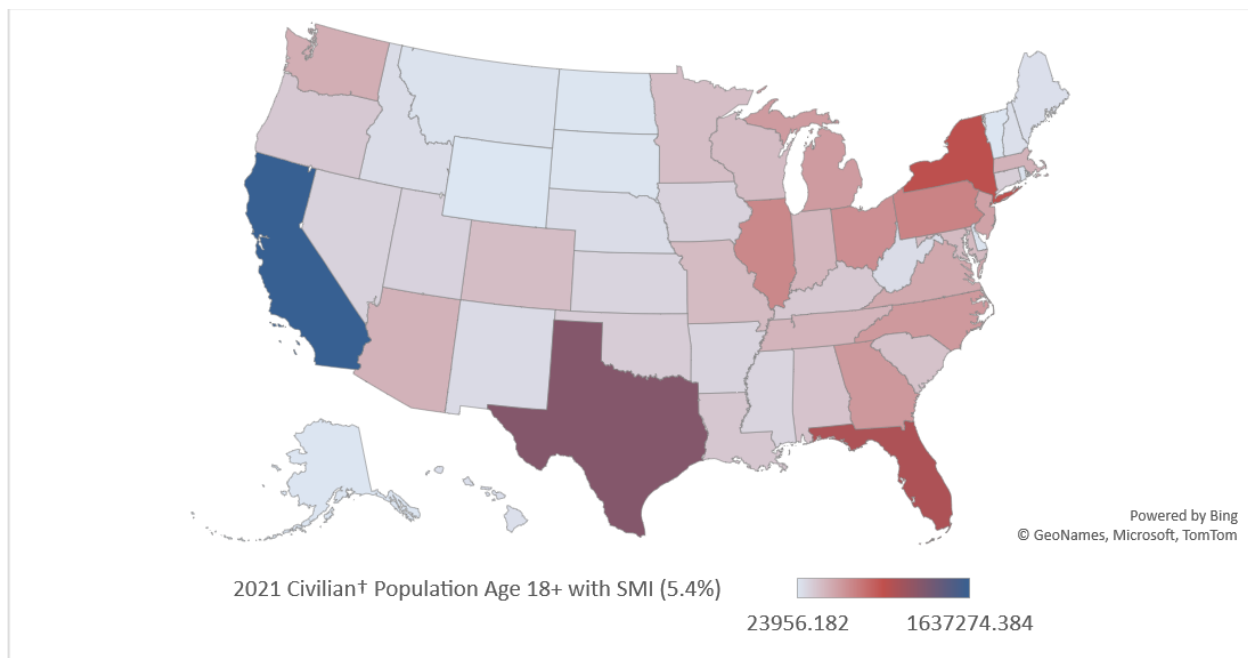 Powered by Bing
© GeoNames, Microsoft, TomTom
2021 Civilian† Population Age 18+ with SMI (5.4%)
23956.182 1637274.384